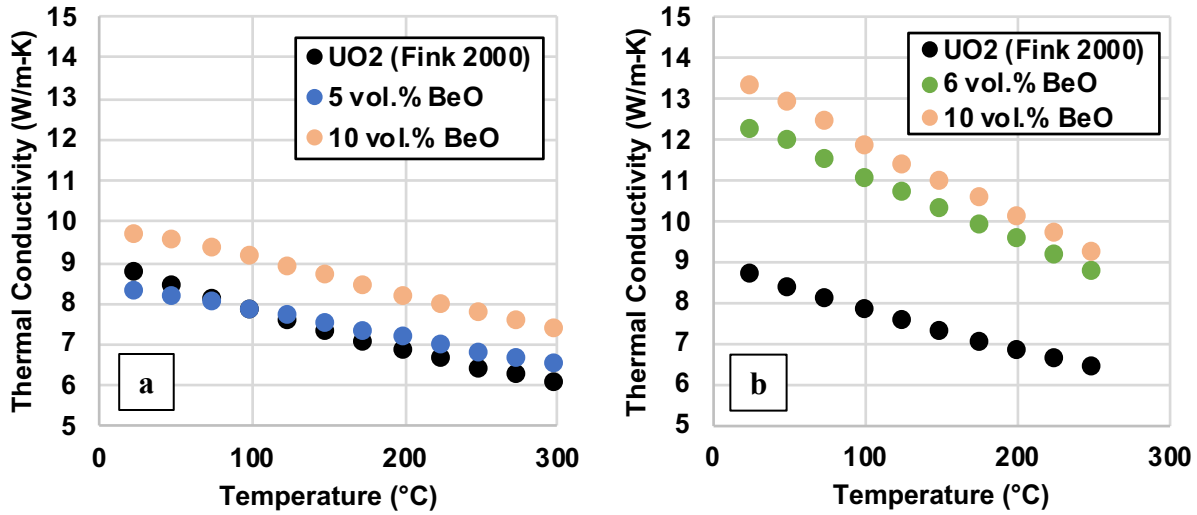 Thermal Conductivity (W/m-K)
15
14
13
12
11
10
9
8
7
6
5
UO2 (Fink 2000)
5 vol.% BeO
10 vol.% BeO
a
0
100
200
300
Temperature (°C)
Thermal Conductivity (W/m-K)
15
14
13
12
11
10
9
8
7
6
5
UO2 (Fink 2000)
6 vol.% BeO
10 vol.% BeO
b
0
100
200
300
Temperature (°C)